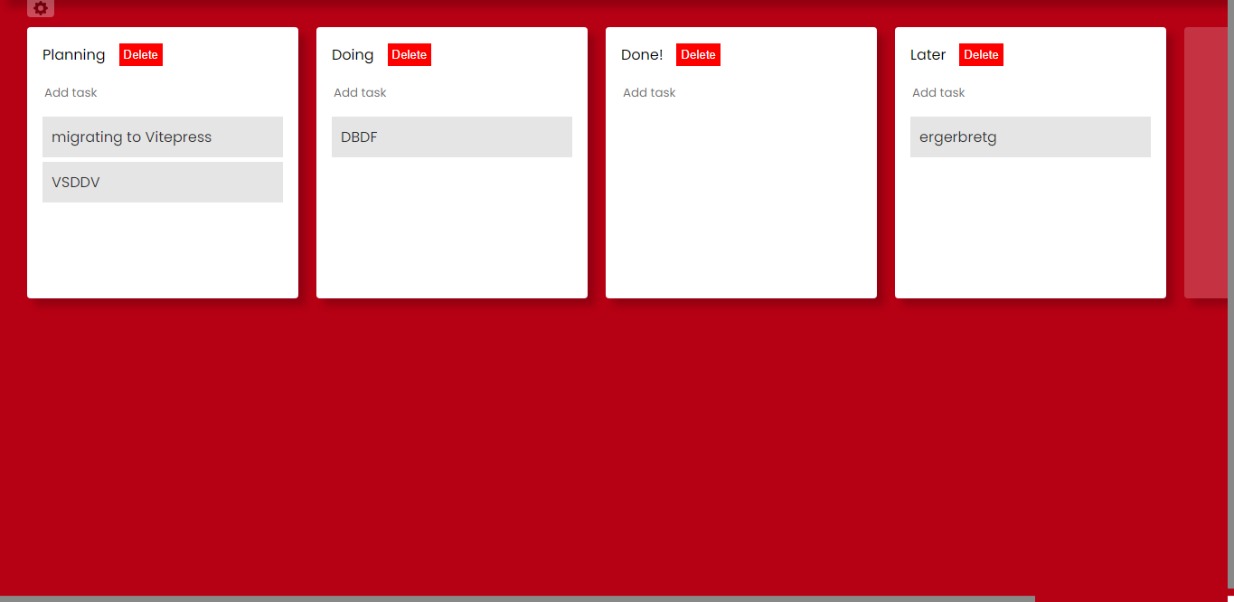 Planning Delete
Add task
migrating to Vitepress
VSDDV
Doing Delete
Add task
DBDF
Done! Delete
Add task
Later Delete
Add task
ergerbretg